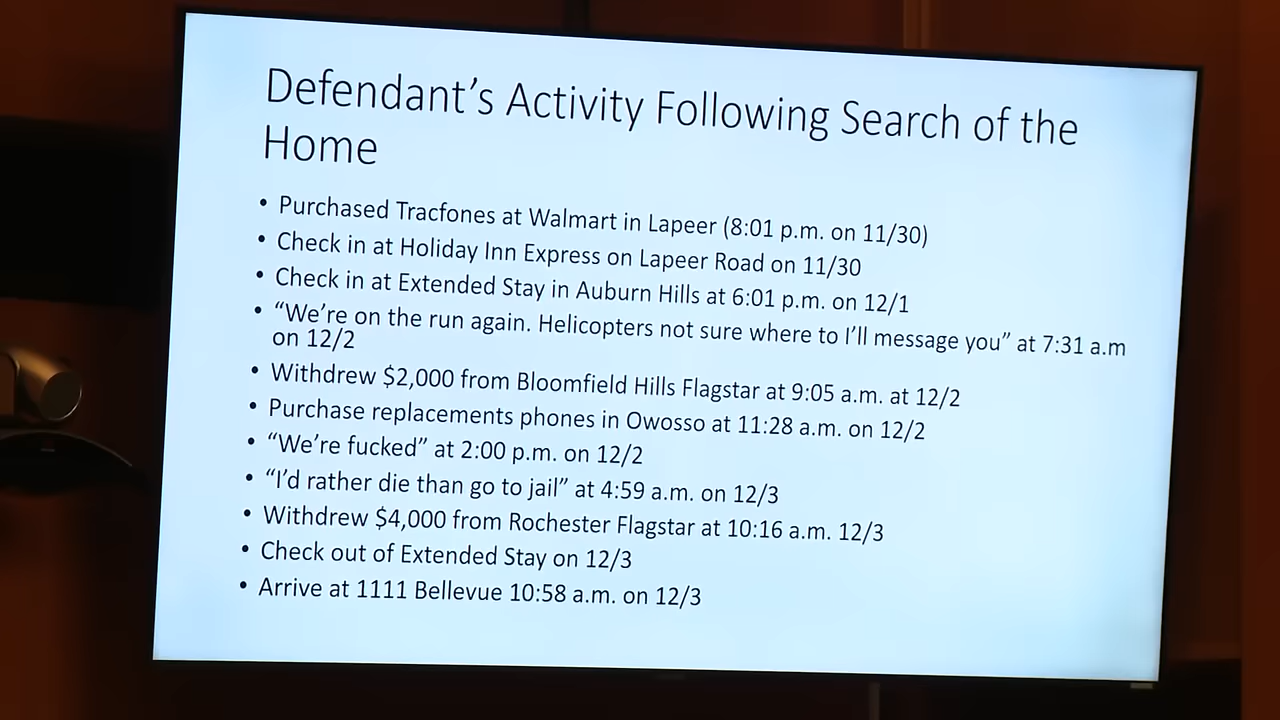 Defendant's Activity Following Search of the
Home
• Purchased Tracfones at Walmart in Lapeer (8:01 p.m. on 11/30)
• Check in at Holiday Inn Express on Lapeer Road on 11/30
• Check in at Extended Stay in Auburn Hills at 6:01 p.m. on 12/1
• “We're on the run again. Helicopters not sure where to I'll message you” at 7:31 a.m
on 12/2
• Withdrew $2,000 from Bloomfield Hills Flagstar at 9:05 a.m. at 12/2
• Purchase replacements phones in Owosso at 11:28 a.m. on 12/2
• “We're fucked” at 2:00 p.m. on 12/2
• “I'd rather die than go to jail” at 4:59 a.m. on 12/3
• Withdrew $4,000 from Rochester Flagstar at 10:16 a.m. 12/3
• Check out of Extended Stay on 12/3
• Arrive at 1111 Bellevue 10:58 a.m. on 12/3